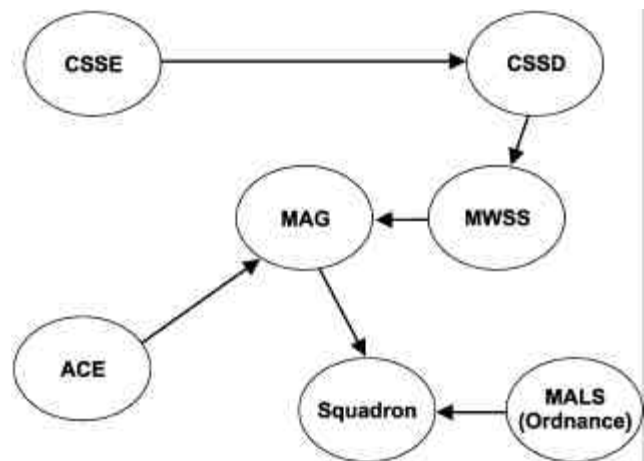 CSSE
CSSD
MAG
MWSS
ACE
Squadron
MALS
(Ordnance)